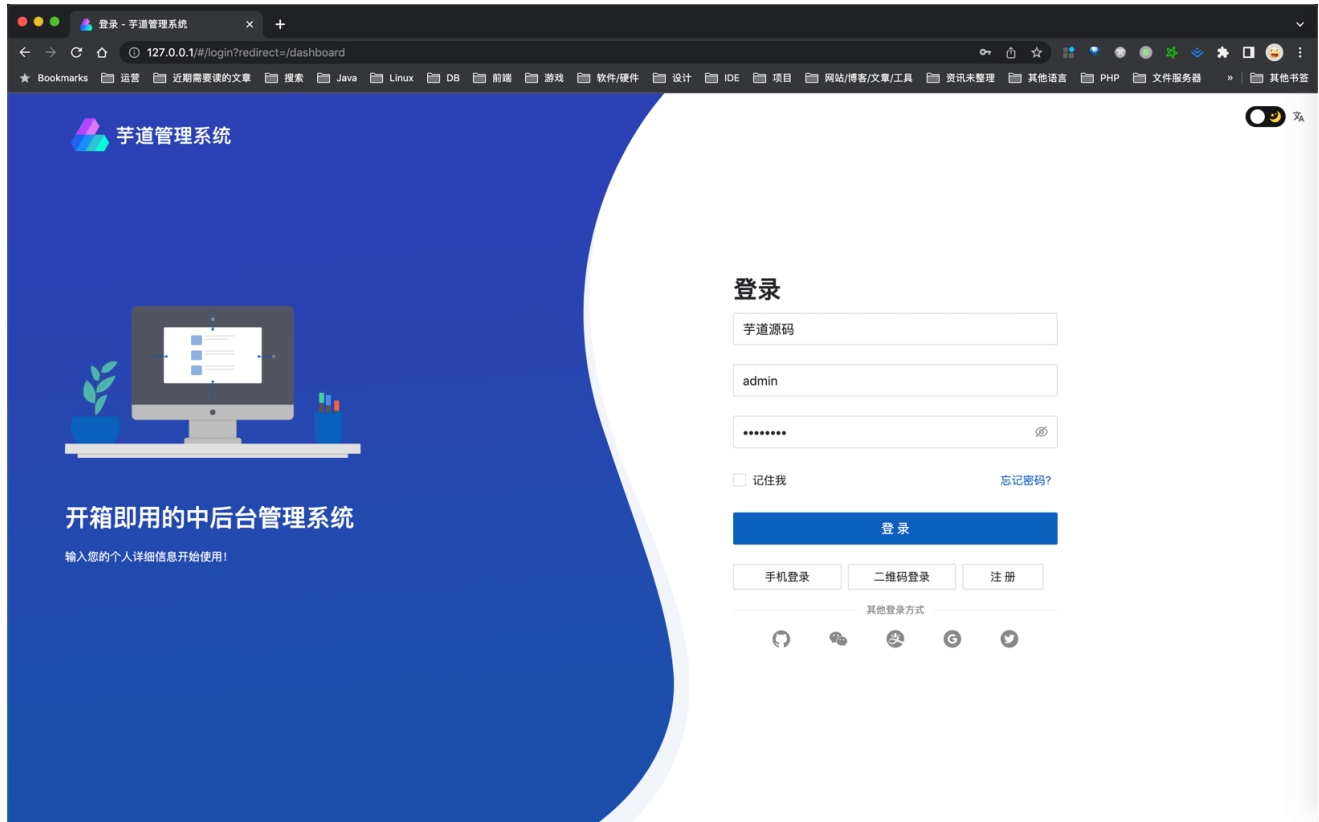 登录 - 芋道管理系统
127.0.0.1/#/login?redirect=/dashboard
Bookmarks 运营 近期需要读的文章 搜索 Java Linux DB 前端 游戏 软件/硬件 设计 IDE 项目 网站/博客/文章/工具 资讯未整理 其他语言 PHP 文件服务器 » 其他书签
芋道管理系统
开箱即用的中后台管理系统
输入您的个人详细信息开始使用!
登录
芋道源码
admin
••••••••
记住我 忘记密码?
登录
手机登录 二维码登录 注册
其他登录方式